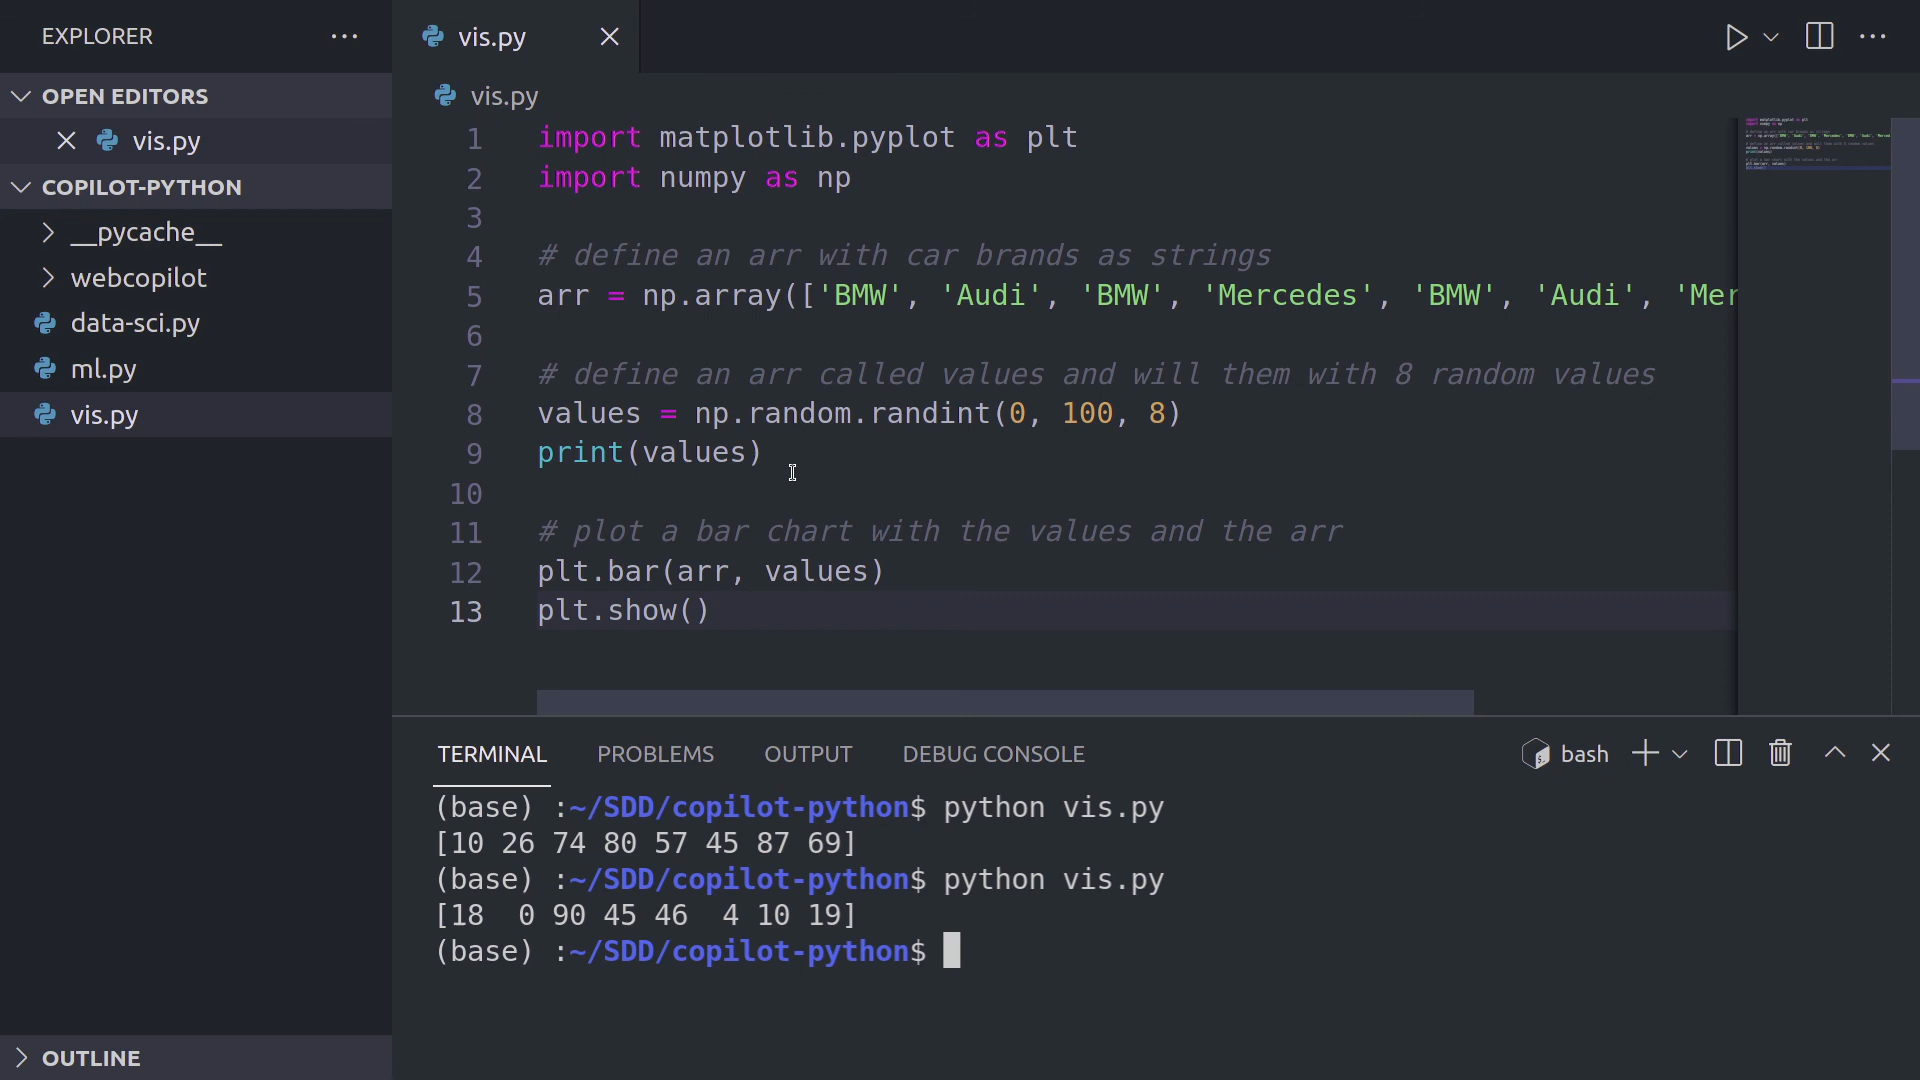 EXPLORER
OPEN EDITORS
vis.py
COPILOT-PYTHON
__pycache__
webcopilot
data-sci.py
ml.py
vis.py
OUTLINE
vis.py
vis.py
1 import matplotlib.pyplot as plt
2 import numpy as np
3
4 # define an arr with car brands as strings
5 arr = np.array(['BMW', 'Audi', 'BMW', 'Mercedes', 'BMW', 'Audi', 'Mer
6
7 # define an arr called values and will them with 8 random values
8 values = np.random.randint(0, 100, 8)
9 print(values)
10
11 # plot a bar chart with the values and the arr
12 plt.bar(arr, values)
13 plt.show()
TERMINAL PROBLEMS OUTPUT DEBUG CONSOLE bash
(base) :~/SDD/copilot-python$ python vis.py
[10 26 74 80 57 45 87 69]
(base) :~/SDD/copilot-python$ python vis.py
[18  0 90 45 46  4 10 19]
(base) :~/SDD/copilot-python$